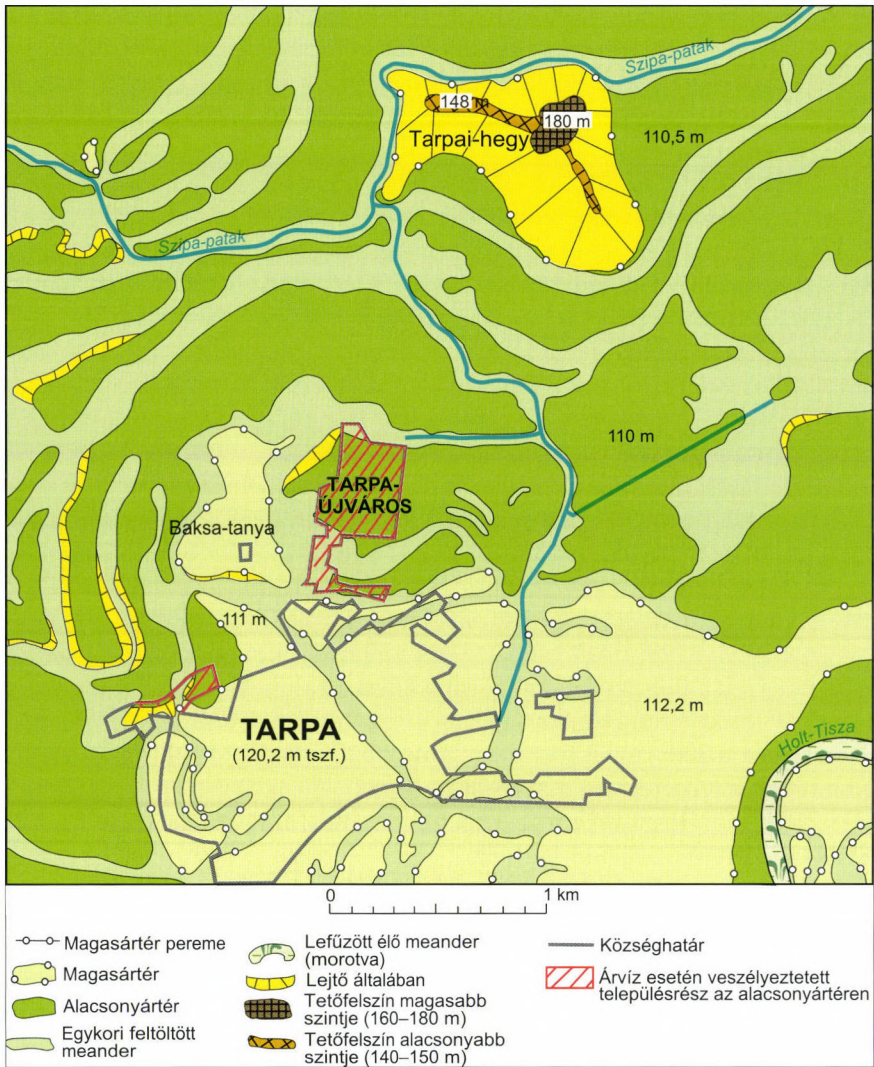 Szipa-patak
148 m
180 m
Tarpai-hegy
110,5 m
Szipa-patak
110 m
TARPA-
ÚJVÁROS
Baksa-tanya
111 m
TARPA
(120,2 m tszf.)
112,2 m
Holt-Tisza
0
1 km
Magasártér pereme
Magasártér
Alacsonyártér
Egykori feltöltött
meander
Lefűzött élő meander
(morotva)
Lejtő általában
Tetőfelszín magasabb
szintje (160–180 m)
Tetőfelszín alacsonyabb
szintje (140–150 m)
Községhatár
Árvíz esetén veszélyeztetett
településrész az alacsonyártéren